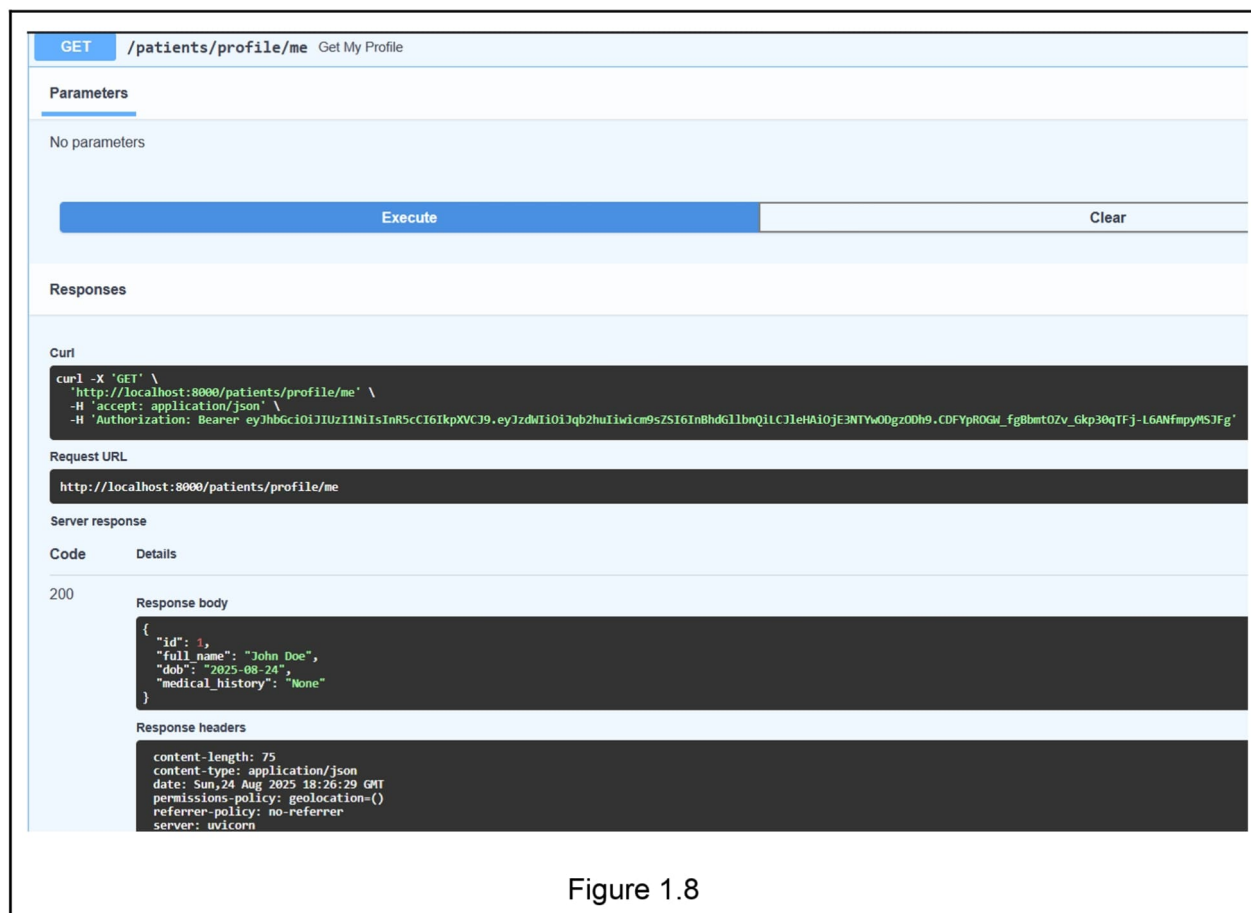 GET /patients/profile/me Get My Profile
Parameters
No parameters
Execute Clear
Responses
Curl
curl -X 'GET' \
'http://localhost:8000/patients/profile/me' \
-H 'accept: application/json' \
-H 'Authorization: Bearer eyJhbGciOiJIUzI1NiIsInR5cCI6IkpXVCJ9.eyJzdWIiOiJqb2huIiwicm9sZSI6InBhdGllbnQiLCJleHAiOjE3NTYwODgzODh9.CDFYpROGW_fgBbmtOZv_Gkp30qTFj-L6ANfmpyMSJFg'
Request URL
http://localhost:8000/patients/profile/me
Server response
Code Details
200
Response body
{
"id": 1,
"full_name": "John Doe",
"dob": "2025-08-24",
"medical_history": "None"
}
Response headers
content-length: 75
content-type: application/json
date: Sun,24 Aug 2025 18:26:29 GMT
permissions-policy: geolocation=()
referrer-policy: no-referrer
server: uvicorn
Figure 1.8